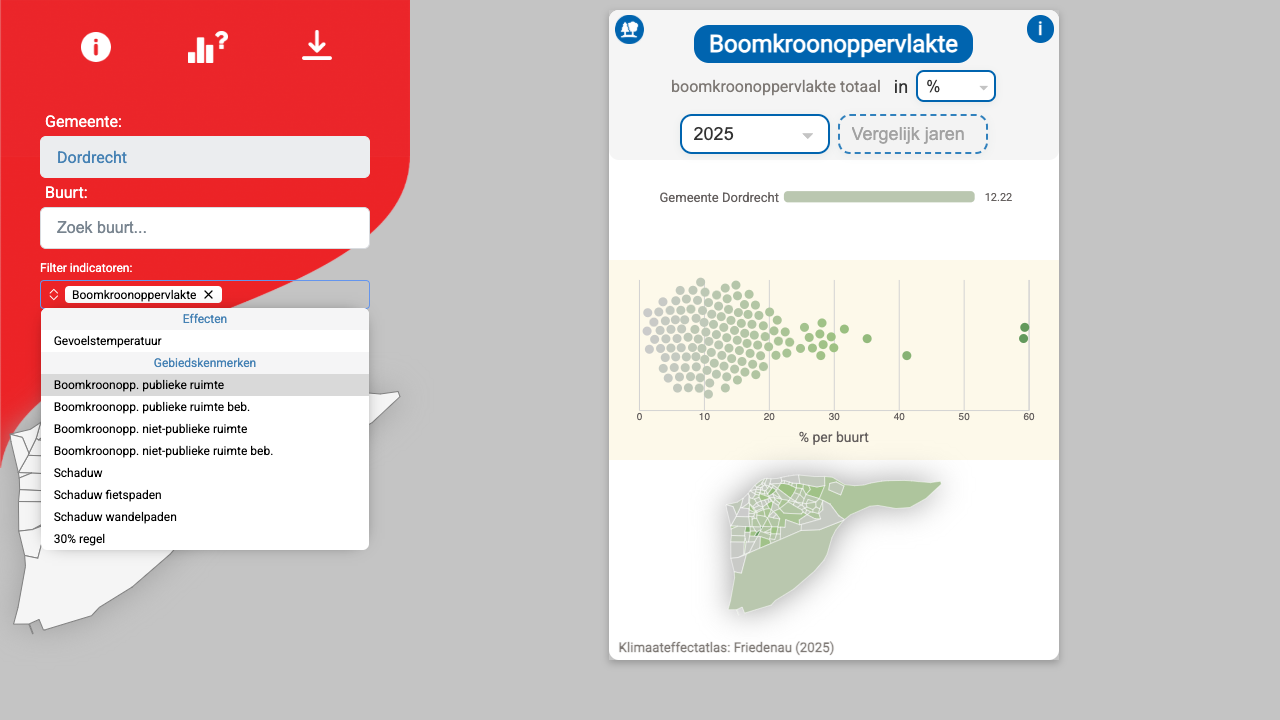 Gemeente:
Dordrecht
Buurt:
Zoek buurt...
Filter indicatoren:
Boomkroonoppervlakte ✕
Effecten
Gevoelstemperatuur
Gebiedskenmerken
Boomkroonopp. publieke ruimte
Boomkroonopp. publieke ruimte beb.
Boomkroonopp. niet-publieke ruimte
Boomkroonopp. niet-publieke ruimte beb.
Schaduw
Schaduw fietspaden
Schaduw wandelpaden
30% regel
Boomkroonoppervlakte
boomkroonoppervlakte totaal in %
2025 Vergelijk jaren
Gemeente Dordrecht 12.22
0 10 20 30 40 50 60
% per buurt
Klimaateffectatlas: Friedenau (2025)